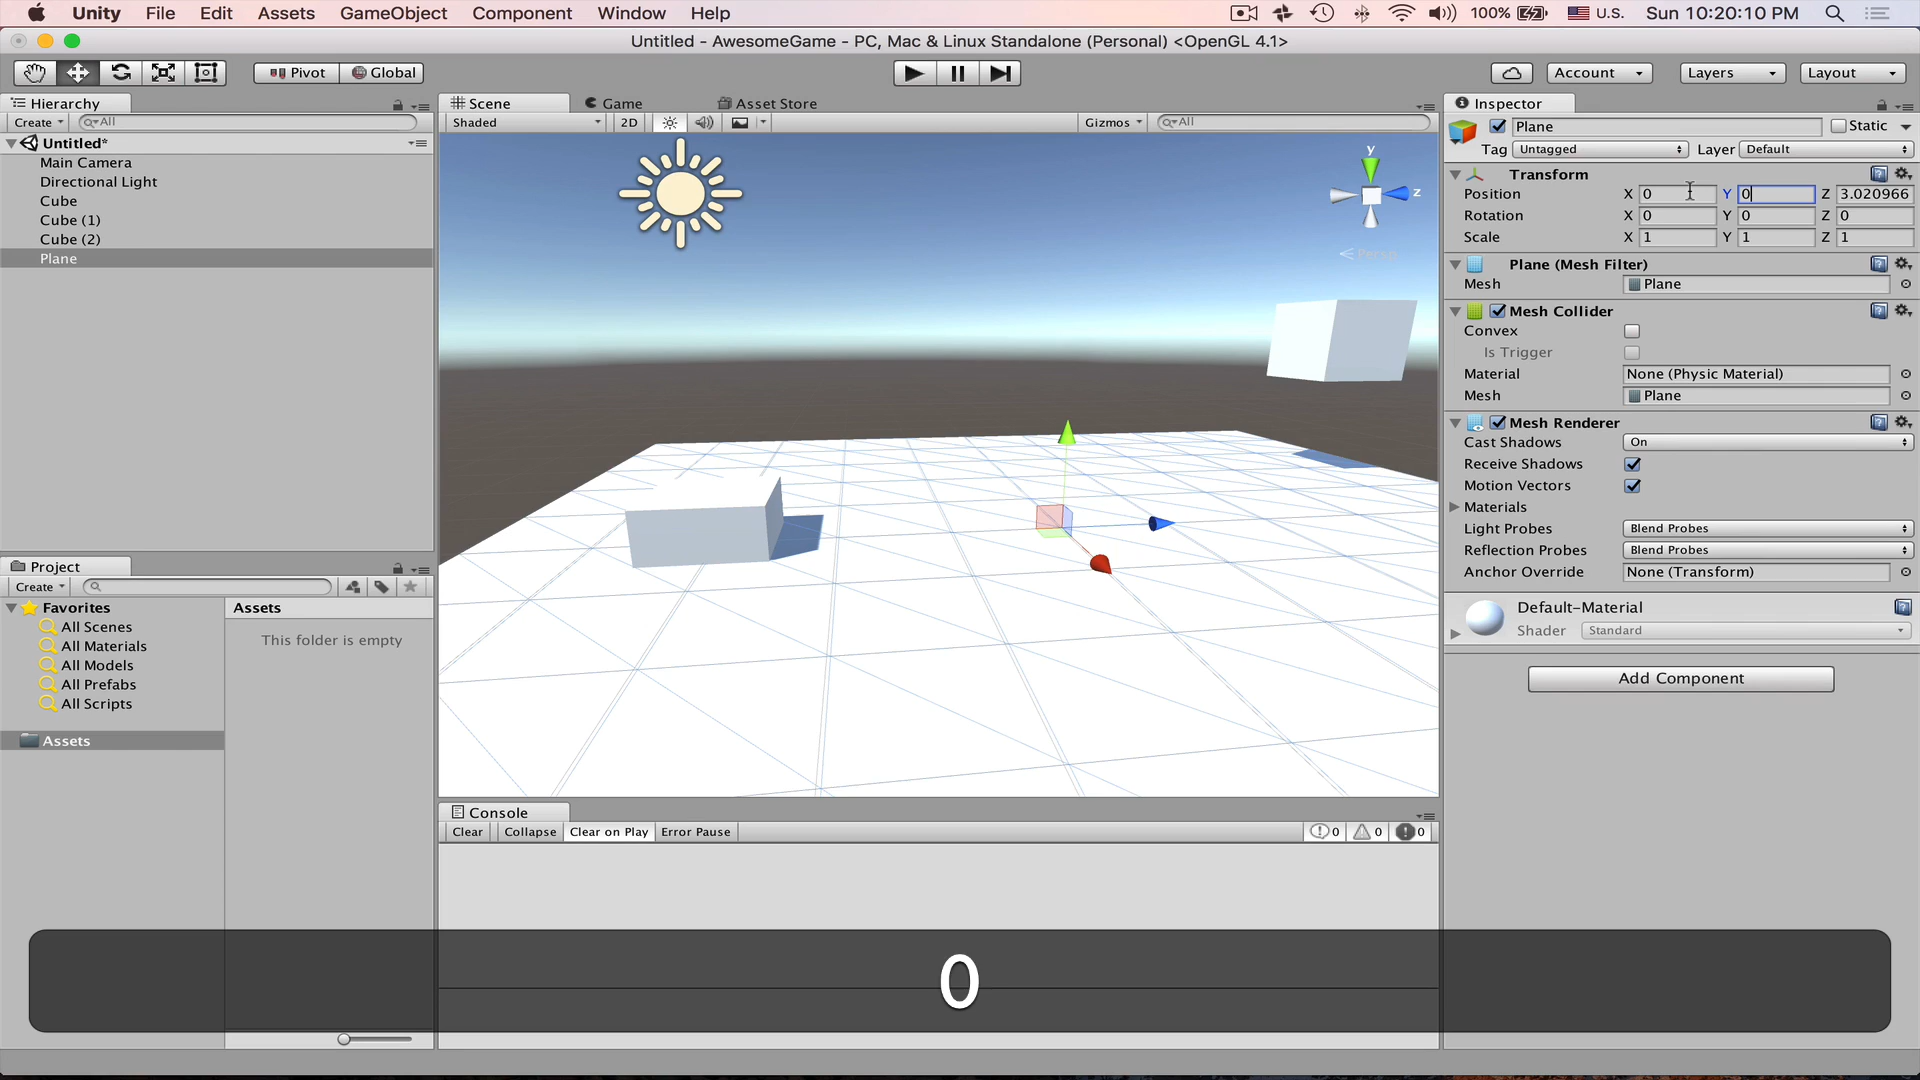 Unity File Edit Assets GameObject Component Window Help 100% U.S. Sun 10:20:10 PM
Untitled - AwesomeGame - PC, Mac & Linux Standalone (Personal) <OpenGL 4.1>
Pivot Global Account Layers Layout
Hierarchy
Create All
Untitled*
Main Camera
Directional Light
Cube
Cube (1)
Cube (2)
Plane
Scene Game Asset Store
Shaded 2D Gizmos All
y
z
Persp
Inspector
Plane Static
Tag Untagged Layer Default
Transform
Position X 0 Y 0 Z 3.020966
Rotation X 0 Y 0 Z 0
Scale X 1 Y 1 Z 1
Plane (Mesh Filter)
Mesh Plane
Mesh Collider
Convex
Is Trigger
Material None (Physic Material)
Mesh Plane
Mesh Renderer
Cast Shadows On
Receive Shadows
Motion Vectors
Materials
Light Probes Blend Probes
Reflection Probes Blend Probes
Anchor Override None (Transform)
Default-Material
Shader Standard
Add Component
Project
Create
Favorites
All Scenes
All Materials
All Models
All Prefabs
All Scripts
Assets
Assets
This folder is empty
Console
Clear Collapse Clear on Play Error Pause 0 0 0
0